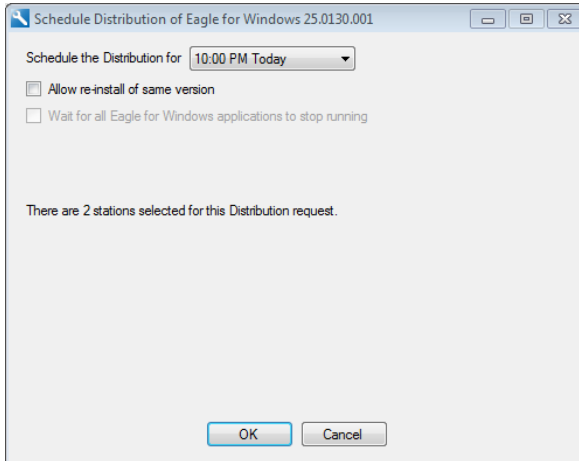 Schedule Distribution of Eagle for Windows 25.0130.001
Schedule the Distribution for 10:00 PM Today
Allow re-install of same version
Wait for all Eagle for Windows applications to stop running
There are 2 stations selected for this Distribution request.
OK Cancel